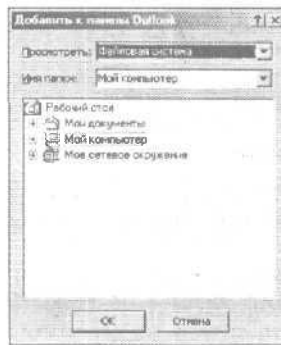 Добавить к панели Outlook
Просмотреть: Файловая система
Имя папки: Мой компьютер
Рабочий стол
Мои документы
Мой компьютер
Мое сетевое окружение
ОК Отмена